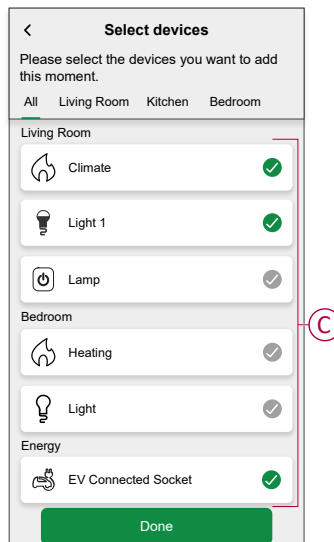 Select devices
Please select the devices you want to add
this moment.
All Living Room Kitchen Bedroom
Living Room
Climate
Light 1
Lamp
Bedroom
Heating
Light
Energy
EV Connected Socket
Done
C